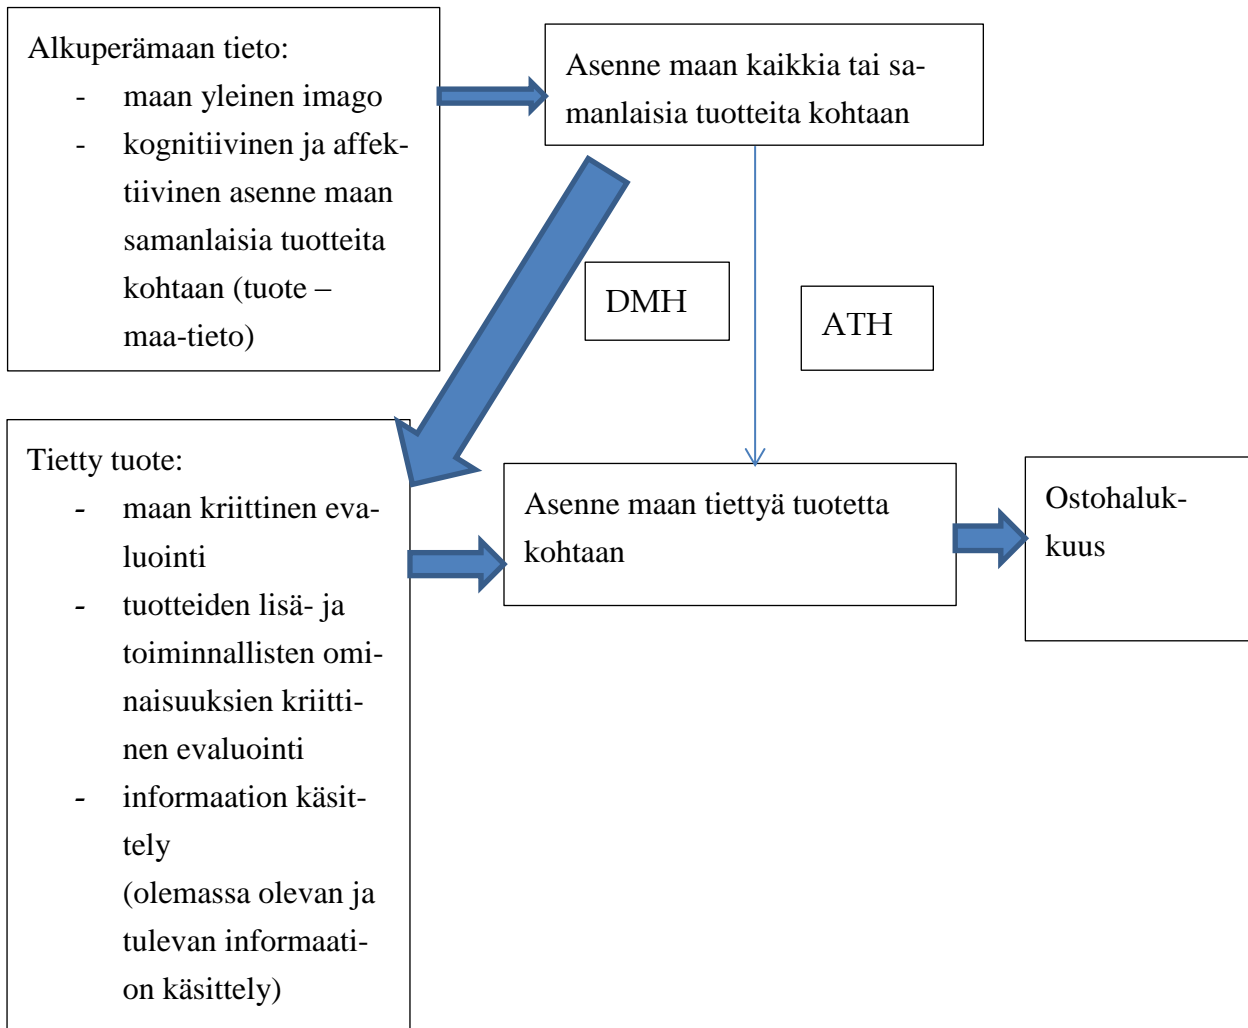 Alkuperämaan tieto:
- maan yleinen imago
- kognitiivinen ja affek-
tiivinen asenne maan
samanlaisia tuotteita
kohtaan (tuote –
maa-tieto)
Asenne maan kaikkia tai sa-
manlaisia tuotteita kohtaan
DMH
ATH
Tietty tuote:
- maan kriittinen eva-
luointi
- tuotteiden lisä- ja
toiminnallisten omi-
naisuuksien kriitti-
nen evaluointi
- informaation käsit-
tely
(olemassa olevan ja
tulevan informaati-
on käsittely)
Asenne maan tiettyä tuotetta
kohtaan
Ostohaluk-
kuus